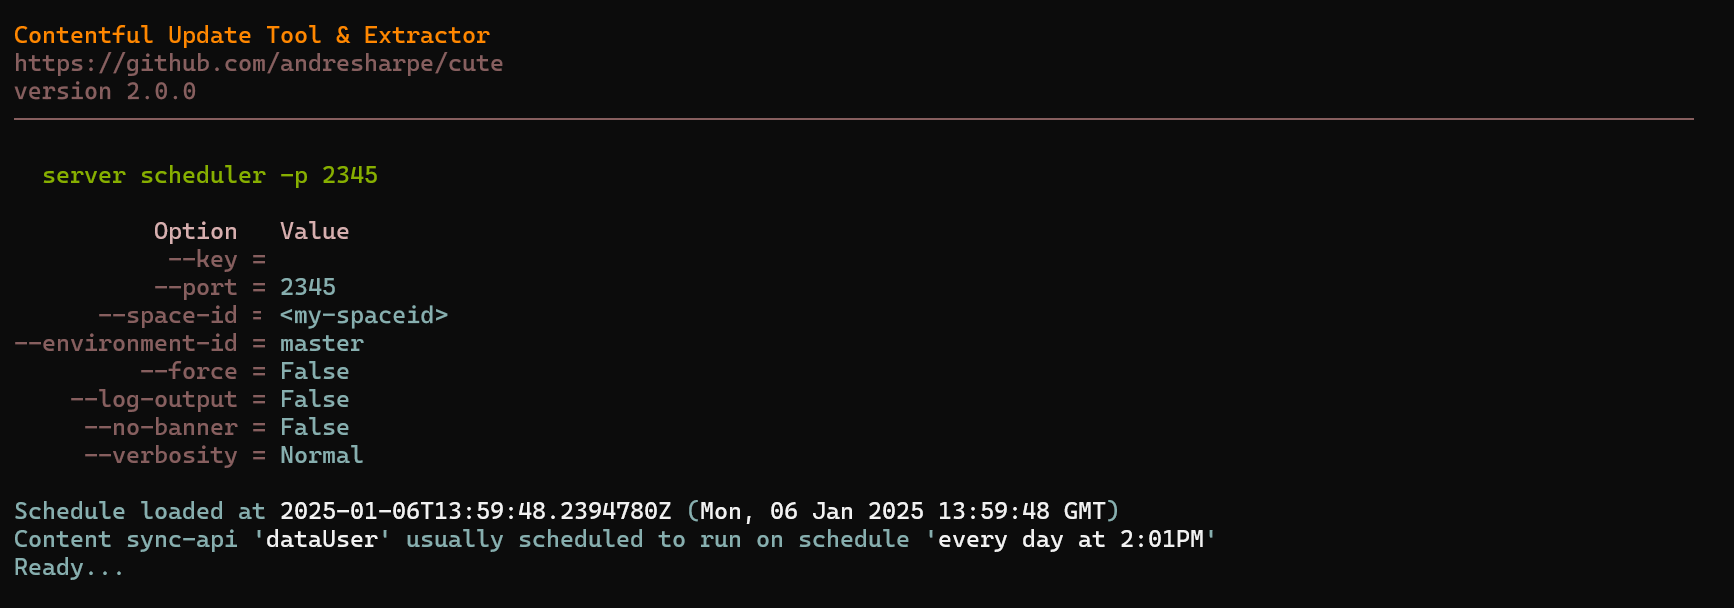 Contentful Update Tool & Extractor
https://github.com/andresharpe/cute
version 2.0.0
server scheduler -p 2345
Option Value
--key =
--port = 2345
--space-id = <my-spaceid>
--environment-id = master
--force = False
--log-output = False
--no-banner = False
--verbosity = Normal
Schedule loaded at 2025-01-06T13:59:48.2394780Z (Mon, 06 Jan 2025 13:59:48 GMT)
Content sync-api 'dataUser' usually scheduled to run on schedule 'every day at 2:01PM'
Ready...